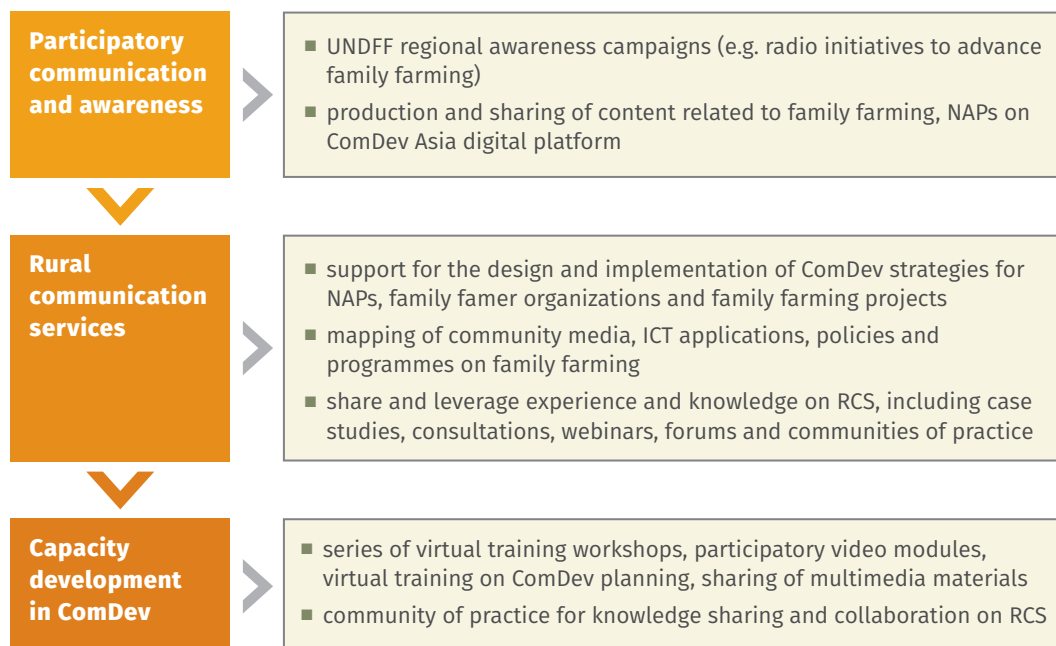 Participatory
communication
and awareness
■ UNDFF regional awareness campaigns (e.g. radio initiatives to advance
family farming)
■ production and sharing of content related to family farming, NAPs on
ComDev Asia digital platform
Rural
communication
services
■ support for the design and implementation of ComDev strategies for
NAPs, family famer organizations and family farming projects
■ mapping of community media, ICT applications, policies and
programmes on family farming
■ share and leverage experience and knowledge on RCS, including case
studies, consultations, webinars, forums and communities of practice
Capacity
development
in ComDev
■ series of virtual training workshops, participatory video modules,
virtual training on ComDev planning, sharing of multimedia materials
■ community of practice for knowledge sharing and collaboration on RCS